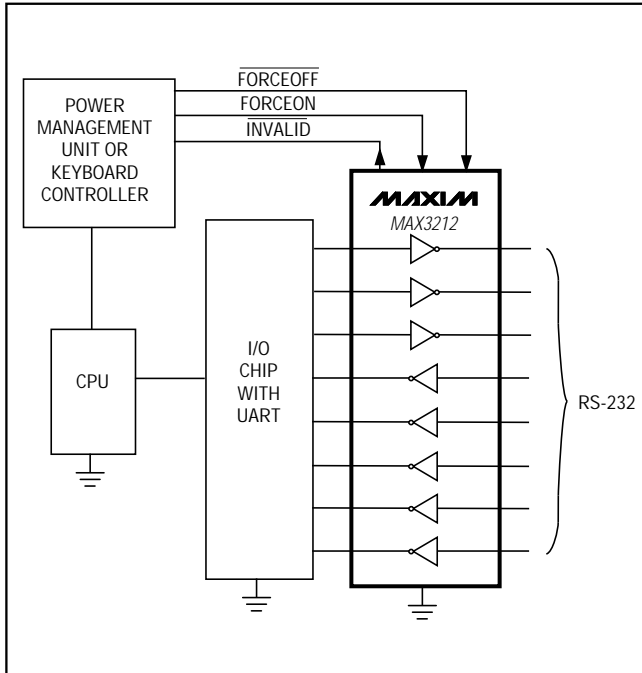 FORCEOFF
FORCEON
INVALID
POWER
MANAGEMENT
UNIT OR
KEYBOARD
CONTROLLER
MAXIM
MAX3212
CPU
I/O
CHIP
WITH
UART
RS-232